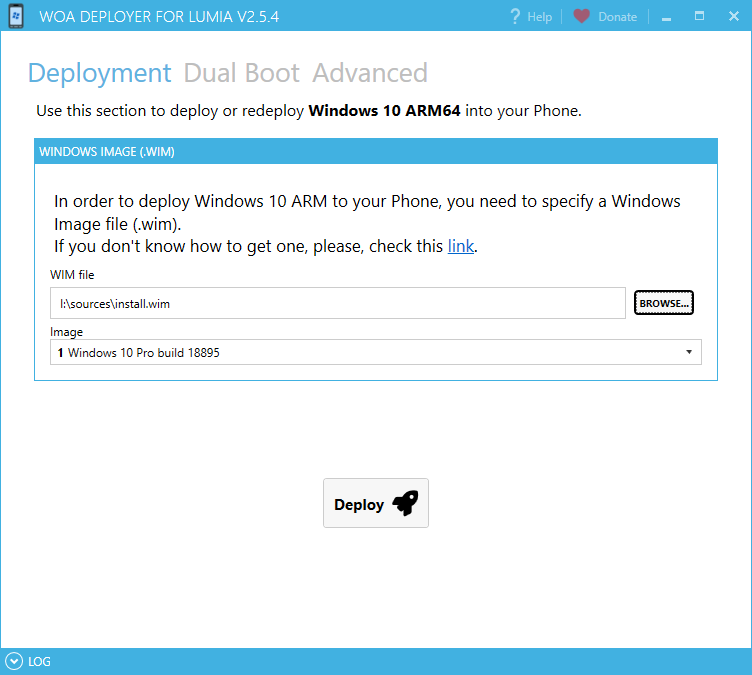 WOA DEPLOYER FOR LUMIA V2.5.4
? Help
Donate
Deployment Dual Boot Advanced
Use this section to deploy or redeploy Windows 10 ARM64 into your Phone.
WINDOWS IMAGE (.WIM)
In order to deploy Windows 10 ARM to your Phone, you need to specify a Windows
Image file (.wim).
If you don't know how to get one, please, check this link.
WIM file
I:\sources\install.wim
BROWSE...
Image
1 Windows 10 Pro build 18895
Deploy
LOG